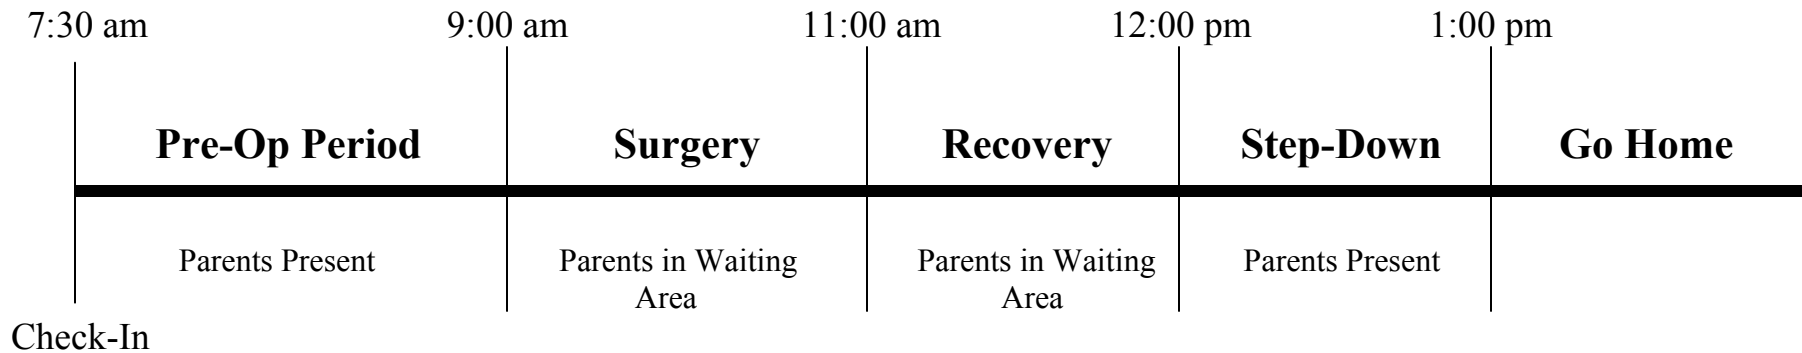 7:30 am 9:00 am 11:00 am 12:00 pm 1:00 pm
Pre-Op Period Surgery Recovery Step-Down Go Home
Parents Present Parents in Waiting Parents in Waiting Parents Present
Area Area
Check-In